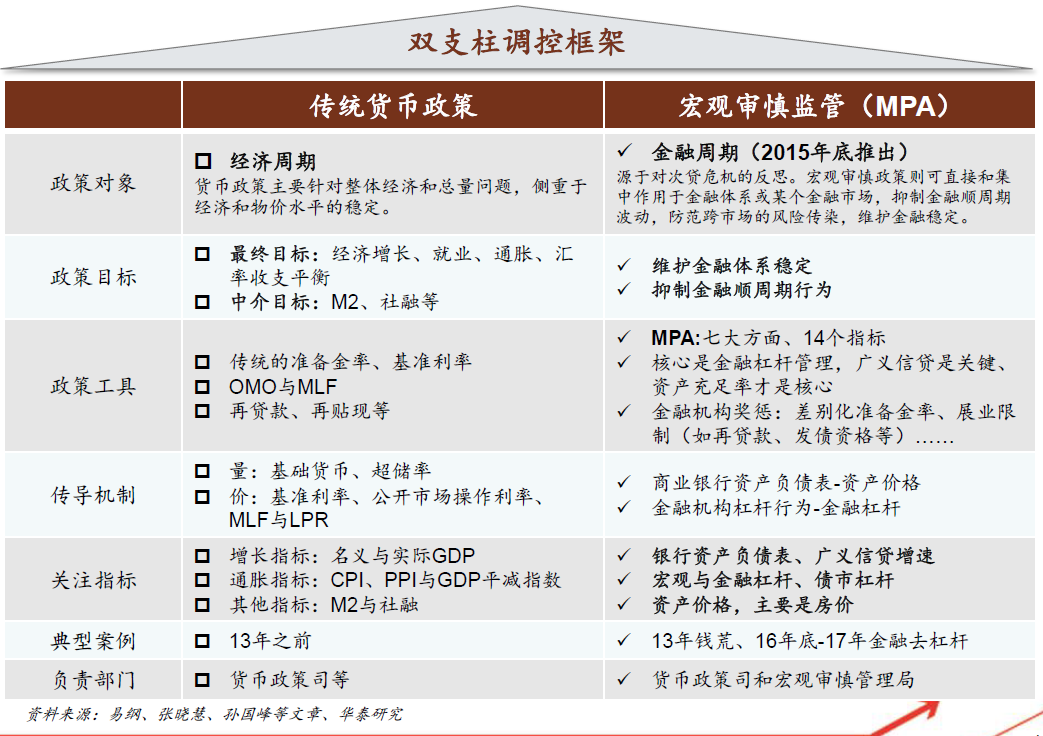 双支柱调控框架
传统货币政策
宏观审慎监管（MPA）
政策对象
经济周期
货币政策主要针对整体经济和总量问题，侧重于
经济和物价水平的稳定。
金融周期（2015年底推出）
源于对次贷危机的反思。宏观审慎政策则可直接和集
中作用于金融体系或某个金融市场，抑制金融顺周期
波动，防范跨市场的风险传染，维护金融稳定。
政策目标
最终目标：经济增长、就业、通胀、汇
率收支平衡
中介目标：M2、社融等
维护金融体系稳定
抑制金融顺周期行为
政策工具
传统的准备金率、基准利率
OMO与MLF
再贷款、再贴现等
MPA:七大方面、14个指标
核心是金融杠杆管理，广义信贷是关键、
资产充足率才是核心
金融机构奖惩：差别化准备金率、展业限
制（如再贷款、发债资格等）……
传导机制
量：基础货币、超储率
价：基准利率、公开市场操作利率、
MLF与LPR
商业银行资产负债表-资产价格
金融机构杠杆行为-金融杠杆
关注指标
增长指标：名义与实际GDP
通胀指标：CPI、PPI与GDP平减指数
其他指标：M2与社融
银行资产负债表、广义信贷增速
宏观与金融杠杆、债市杠杆
资产价格，主要是房价
典型案例
13年之前
13年钱荒、16年底-17年金融去杠杆
负责部门
货币政策司等
货币政策司和宏观审慎管理局
资料来源：易纲、张晓慧、孙国峰等文章、华泰研究